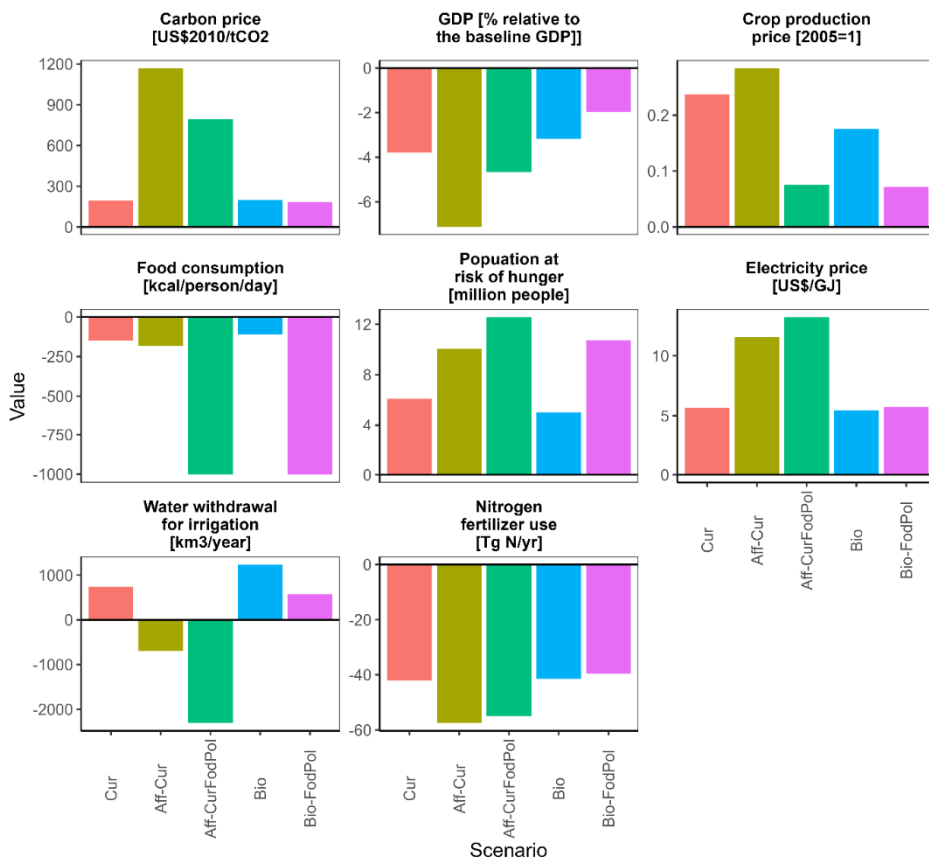 Carbon price
[US$2010/tCO2
GDP [% relative to
the baseline GDP]]
Crop production
price [2005=1]
1200
900
600
300
0
0
-2
-4
-6
0.2
0.1
0.0
Food consumption
[kcal/person/day]
Popuation at
risk of hunger
[million people]
Electricity price
[US$/GJ]
0
-250
-500
-750
-1000
12
8
4
0
10
5
0
Value
Water withdrawal
for irrigation
[km3/year]
Nitrogen
fertilizer use
[Tg N/yr]
Cur
Aff-Cur
Aff-CurFodPol
Bio
Bio-FodPol
1000
0
-1000
-2000
0
-20
-40
-60
Cur
Aff-Cur
Aff-CurFodPol
Bio
Bio-FodPol
Cur
Aff-Cur
Aff-CurFodPol
Bio
Bio-FodPol
Scenario